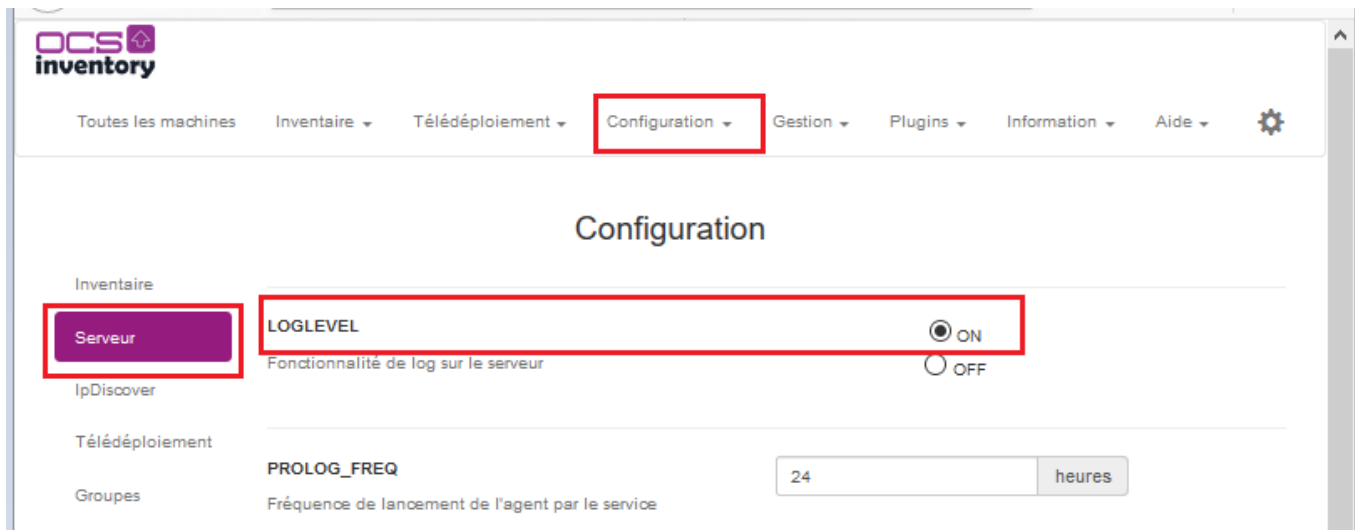 OCS
inventory
Toutes les machines Inventaire Télédéploiement Configuration Gestion Plugins Information Aide
Configuration
Inventaire
Serveur
IpDiscover
Télédéploiement
Groupes
LOGLEVEL
ON
Fonctionnalité de log sur le serveur
OFF
PROLOG_FREQ
24 heures
Fréquence de lancement de l'agent par le service